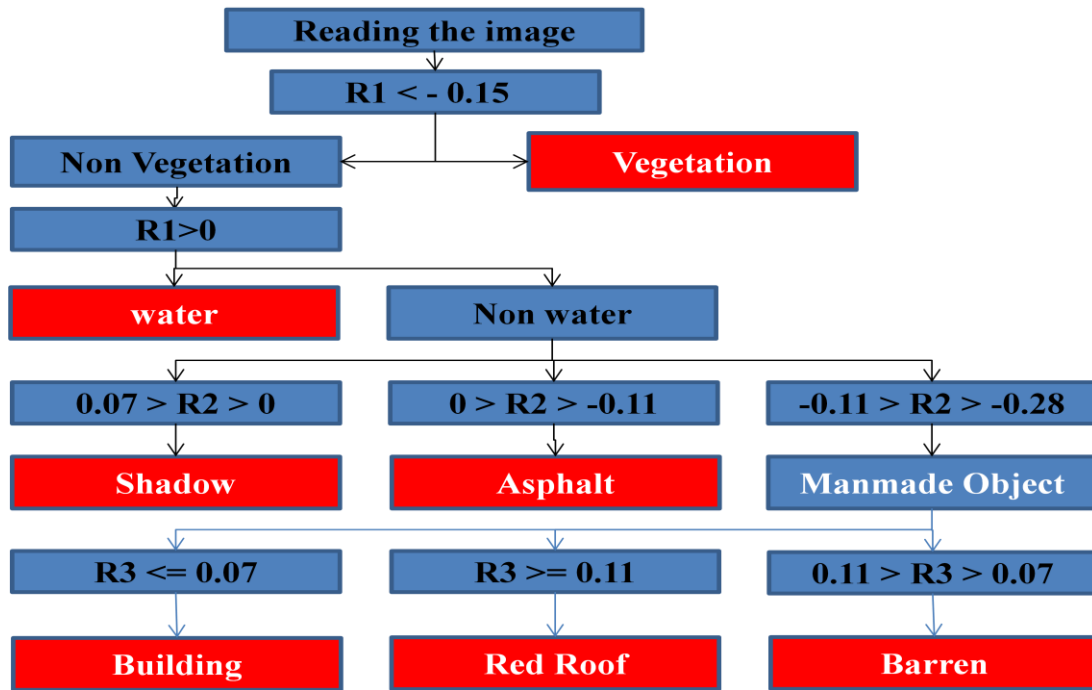 Reading the image
R1 < - 0.15
Non Vegetation
Vegetation
R1>0
water
Non water
0.07 > R2 > 0
0 > R2 > -0.11
-0.11 > R2 > -0.28
Shadow
Asphalt
Manmade Object
R3 <= 0.07
R3 >= 0.11
0.11 > R3 > 0.07
Building
Red Roof
Barren